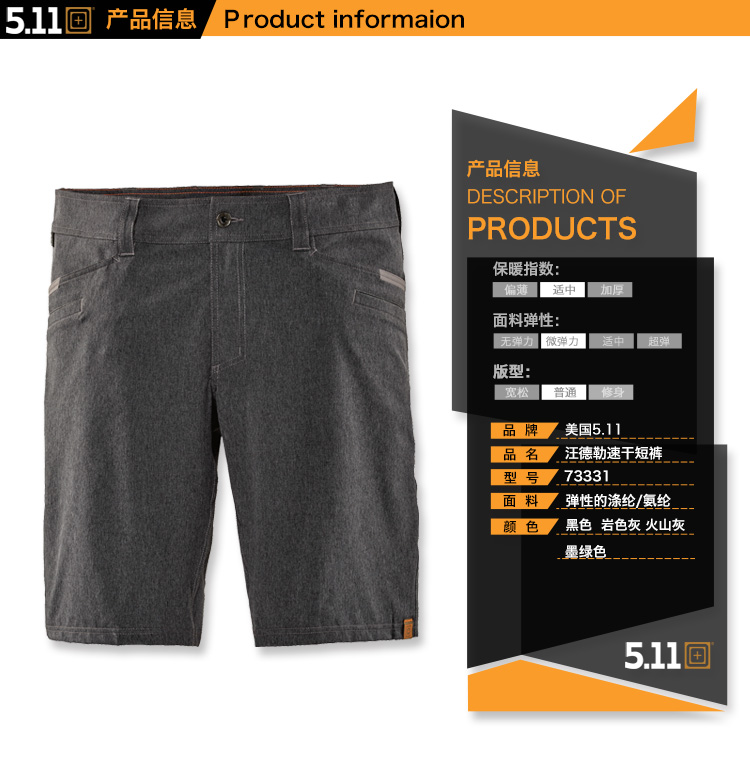 5.11 产品信息 Product informaion
产品信息
DESCRIPTION OF
PRODUCTS
保暖指数:
偏薄 适中 加厚
面料弹性:
无弹力 微弹力 适中 超弹
版型:
宽松 普通 修身
品 牌 美国5.11
品 名 汪德勒速干短裤
型 号 73331
面 料 弹性的涤纶/氨纶
颜 色 黑色 岩色灰 火山灰
墨绿色
5.11